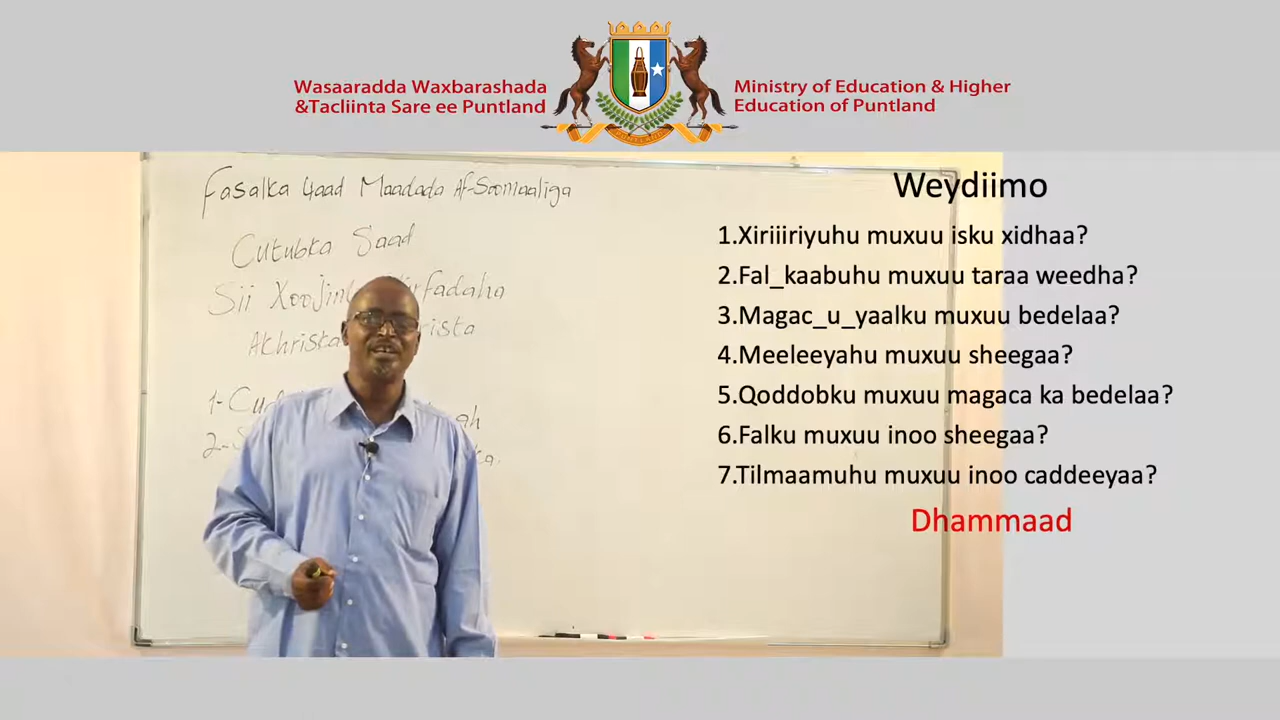 Wasaaradda Waxbarashada
&Tacliinta Sare ee Puntland
Ministry of Education & Higher
Education of Puntland
Fasalka 4aad Maadada Af-Soomaaliga
Cutubka 5aad
Sii Xoojinta
Akhrista
1-
2-
Weydiimo
1.Xiriiiriyuhu muxuu isku xidhaa?
2.Fal_kaabuhu muxuu taraa weedha?
3.Magac_u_yaalku muxuu bedelaa?
4.Meeleeyahu muxuu sheegaa?
5.Qoddobku muxuu magaca ka bedelaa?
6.Falku muxuu inoo sheegaa?
7.Tilmaamuhu muxuu inoo caddeeyaa?
Dhammaad